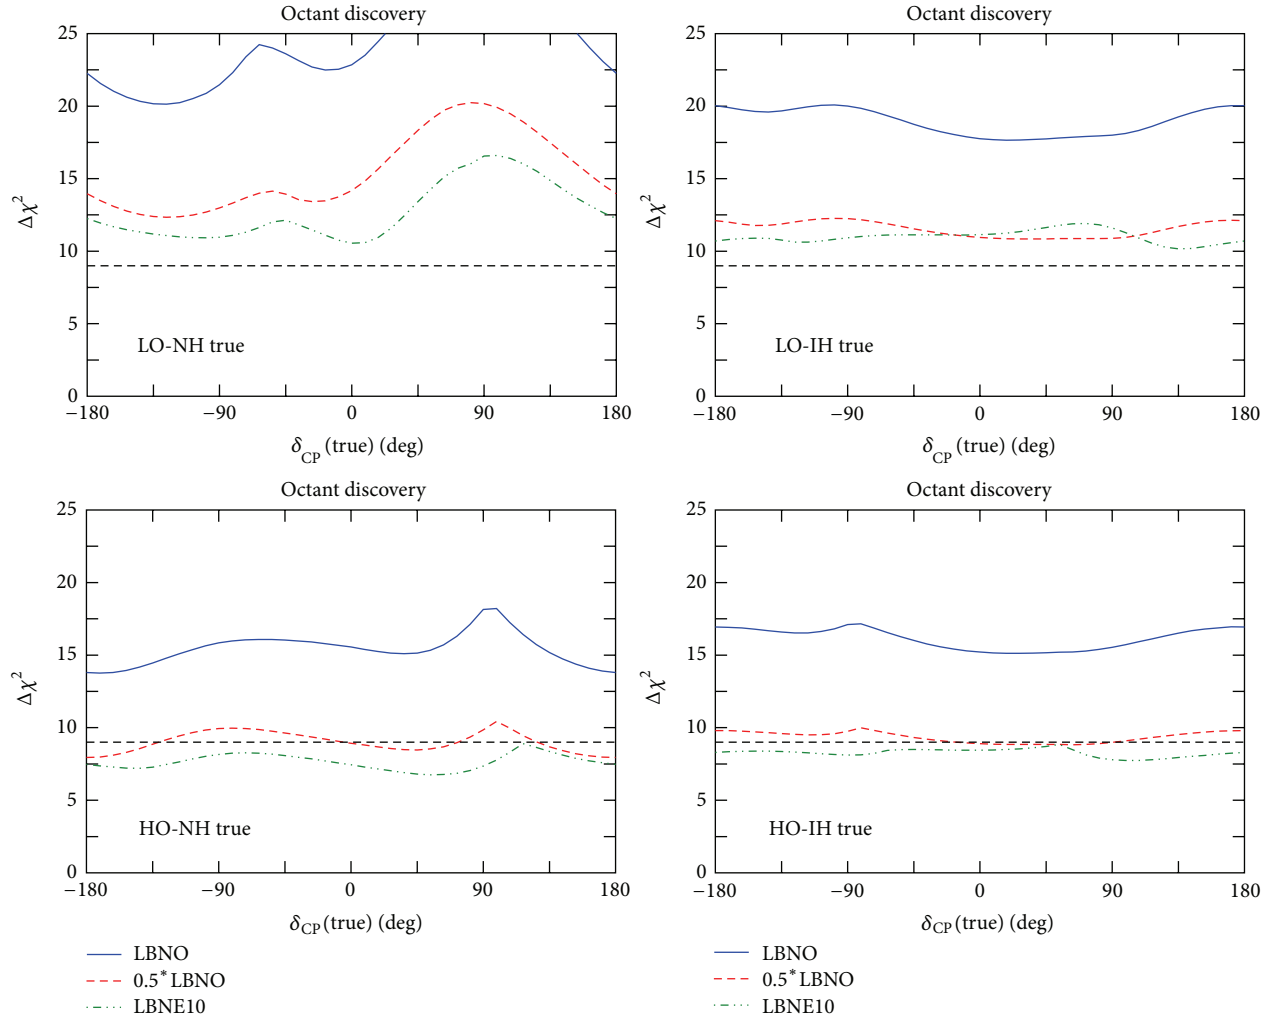 Octant discovery
25
20
15
10
5
0
Δχ²
LO-NH true
−180
−90
0
90
180
δCP (true) (deg)
Octant discovery
25
20
15
10
5
0
Δχ²
LO-IH true
−180
−90
0
90
180
δCP (true) (deg)
Octant discovery
25
20
15
10
5
0
Δχ²
HO-NH true
−180
−90
0
90
180
δCP (true) (deg)
LBNO
0.5*LBNO
LBNE10
Octant discovery
25
20
15
10
5
0
Δχ²
HO-IH true
−180
−90
0
90
180
δCP (true) (deg)
LBNO
0.5*LBNO
LBNE10